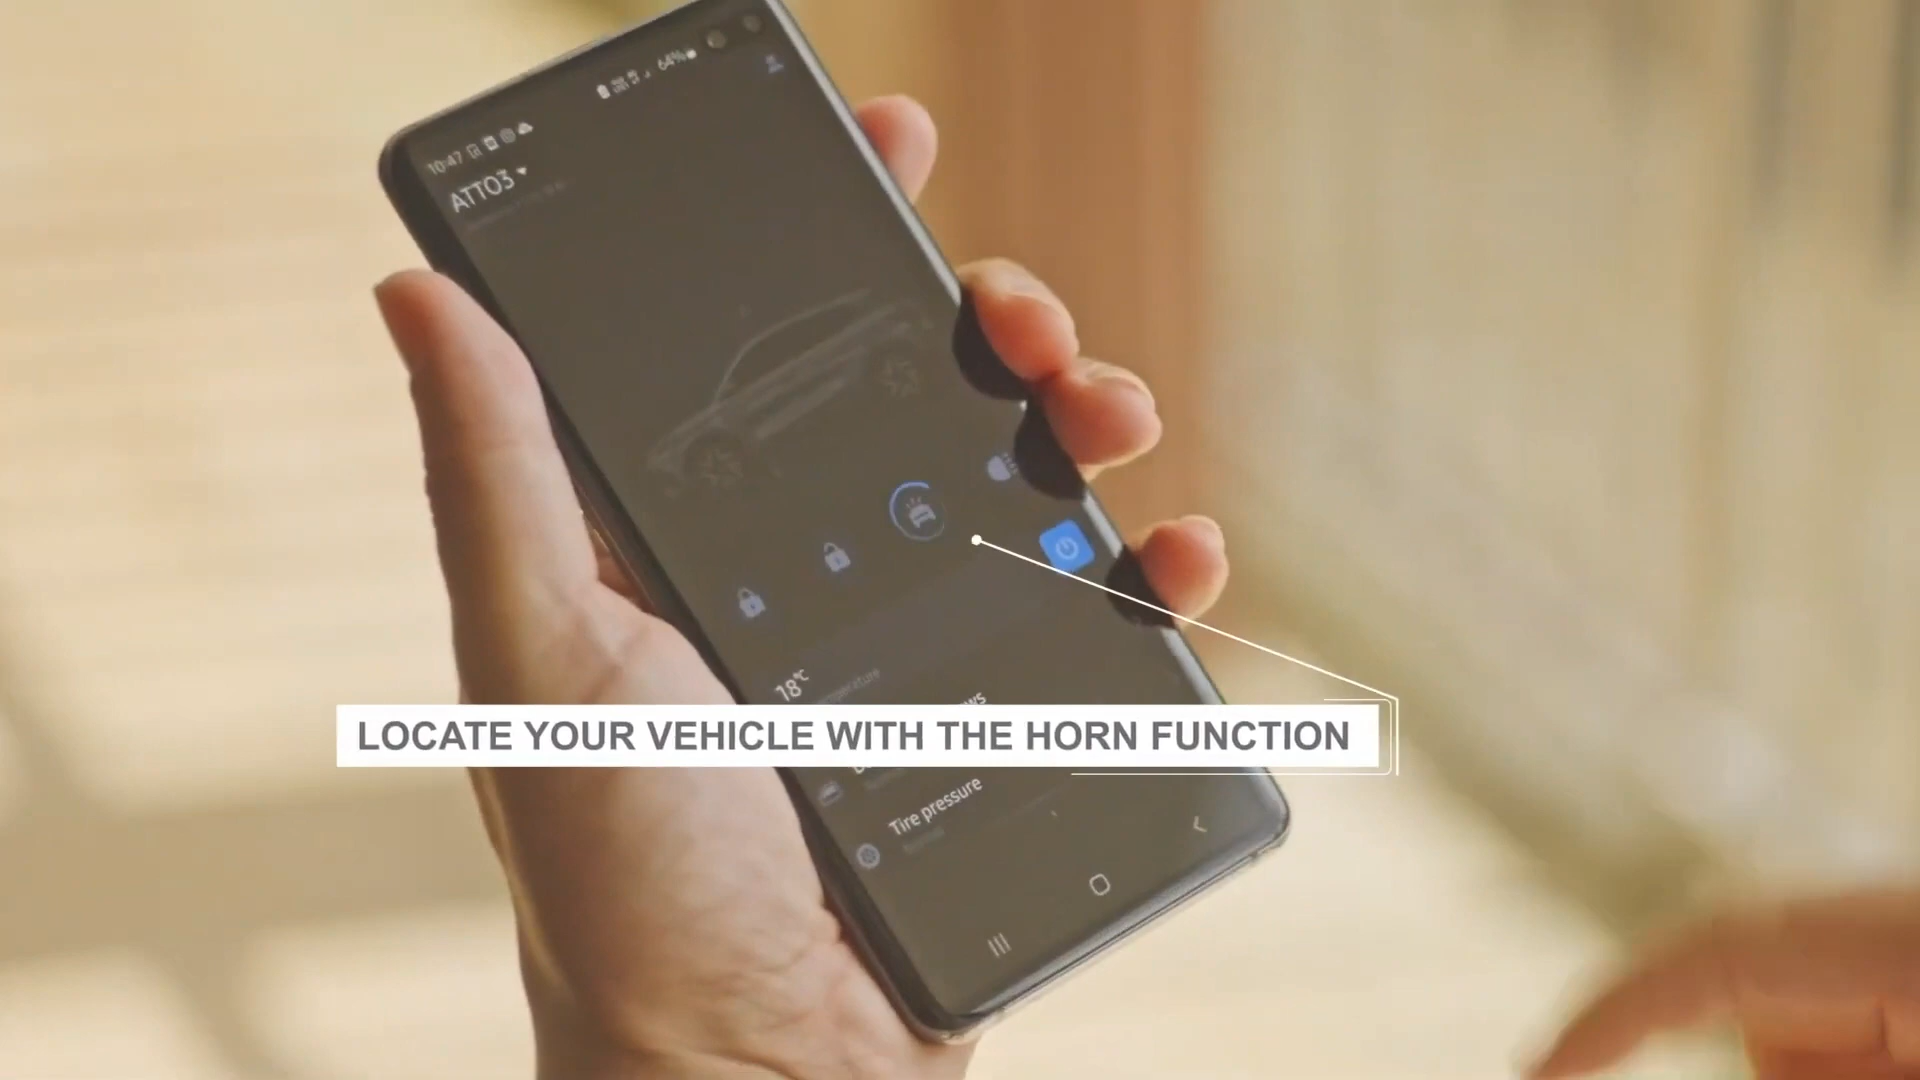 10:47
64%
ATTO3
18℃
LOCATE YOUR VEHICLE WITH THE HORN FUNCTION
Tire pressure